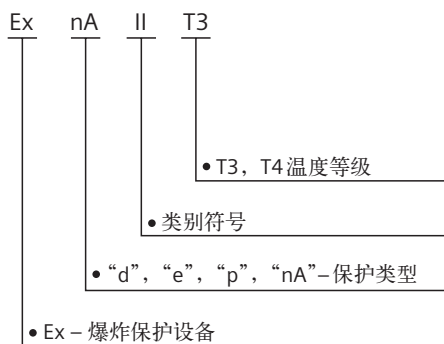 Ex nA II T3
• T3, T4温度等级
• 类别符号
• “d”, “e”, “p”, “nA”–保护类型
• Ex – 爆炸保护设备